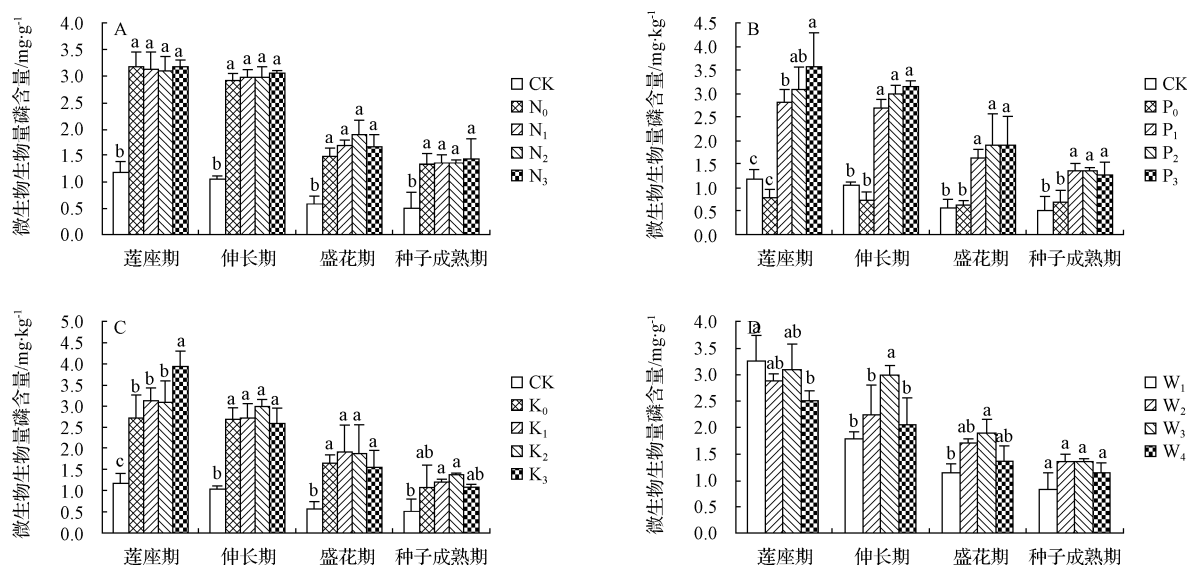 A
微生物生物量磷含量/mg·g⁻¹
4.0
3.5
3.0
2.5
2.0
1.5
1.0
0.5
0.0
b a a a a
b a a a a
b a a a a
b a a a a
莲座期 伸长期 盛花期 种子成熟期
CK
N₀
N₁
N₂
N₃
B
微生物生物量磷含量/mg·kg⁻¹
4.5
4.0
3.5
3.0
2.5
2.0
1.5
1.0
0.5
0.0
c c b ab a
b b a a a
b b a a a
b b a a a
莲座期 伸长期 盛花期 种子成熟期
CK
P₀
P₁
P₂
P₃
C
微生物生物量磷含量/mg·kg⁻¹
5.0
4.5
4.0
3.5
3.0
2.5
2.0
1.5
1.0
0.5
0.0
c b b b a
b a a a a
b a a a a
b ab a a ab
莲座期 伸长期 盛花期 种子成熟期
CK
K₀
K₁
K₂
K₃
D
微生物生物量磷含量/mg·g⁻¹
4.0
3.5
3.0
2.5
2.0
1.5
1.0
0.5
0.0
a ab ab b
b b a b
b ab a ab
a a a a
莲座期 伸长期 盛花期 种子成熟期
W₁
W₂
W₃
W₄